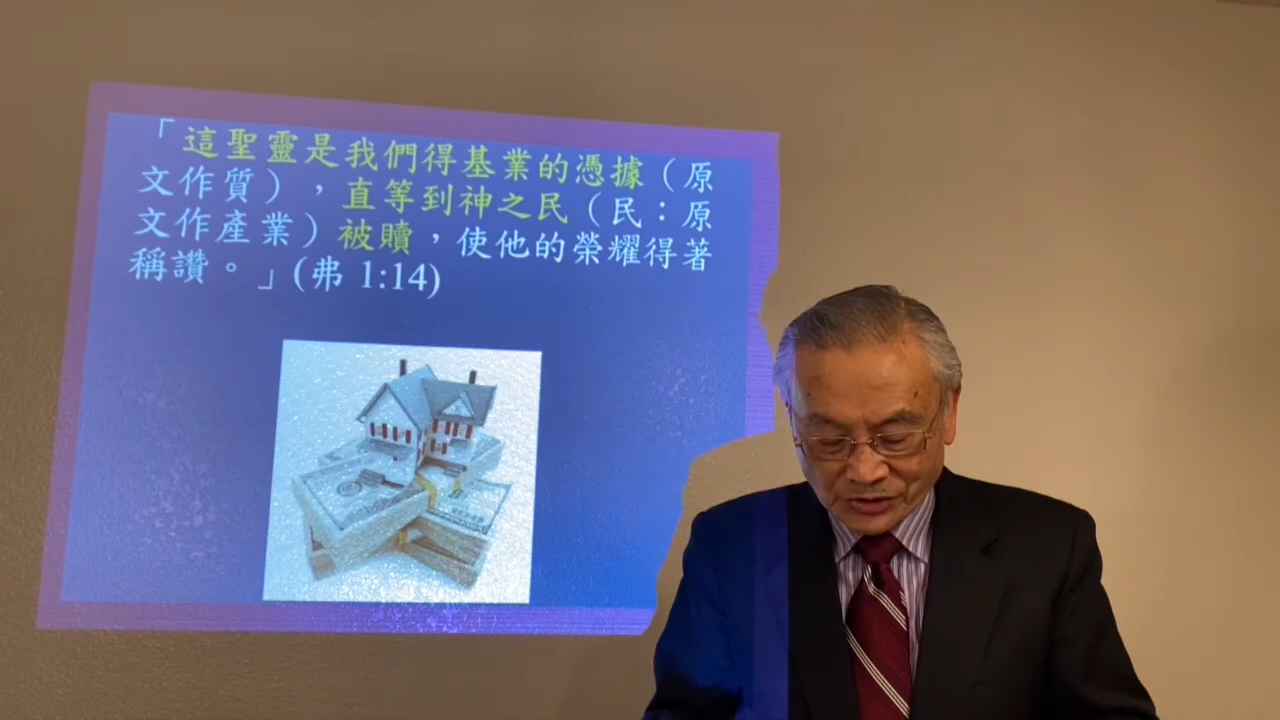 「這聖靈是我們得基業的憑據（原
文作質），直等到神之民（民：原
文作產業）被贖，使他的榮耀得著
稱讚。」(弗 1:14)